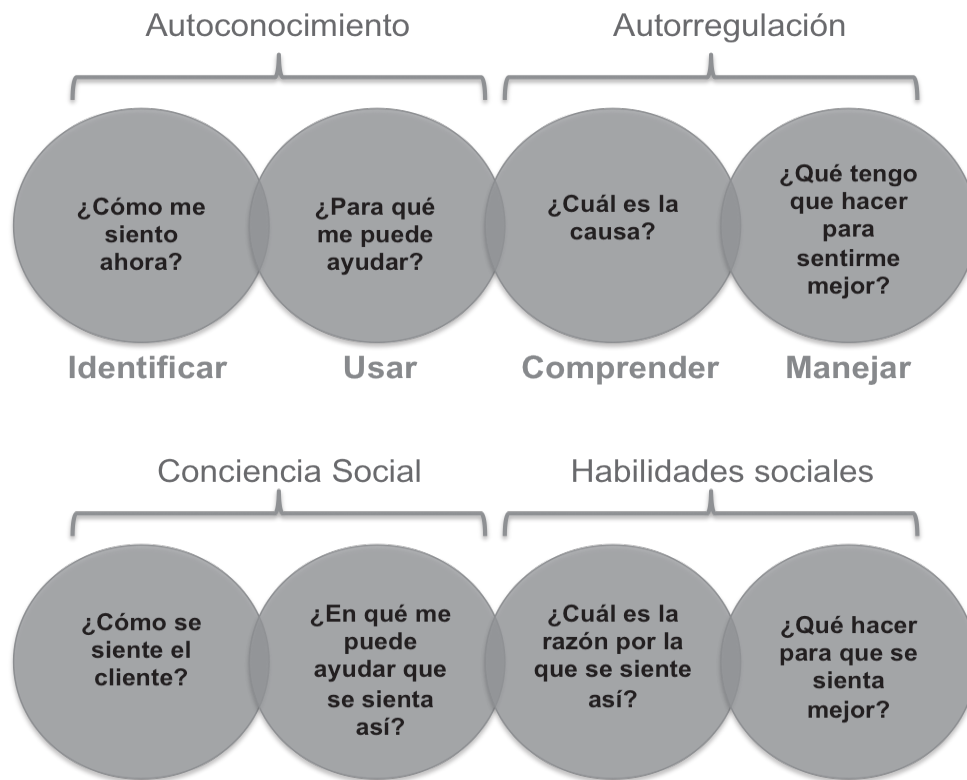 Autoconocimiento
Autorregulación
¿Cómo me
siento
ahora?
¿Para qué
me puede
ayudar?
¿Cuál es la
causa?
¿Qué tengo
que hacer
para
sentirme
mejor?
Identificar
Usar
Comprender
Manejar
Conciencia Social
Habilidades sociales
¿Cómo se
siente el
cliente?
¿En qué me
puede
ayudar que
se sienta
así?
¿Cuál es la
razón por la
que se siente
así?
¿Qué hacer
para que se
sienta
mejor?